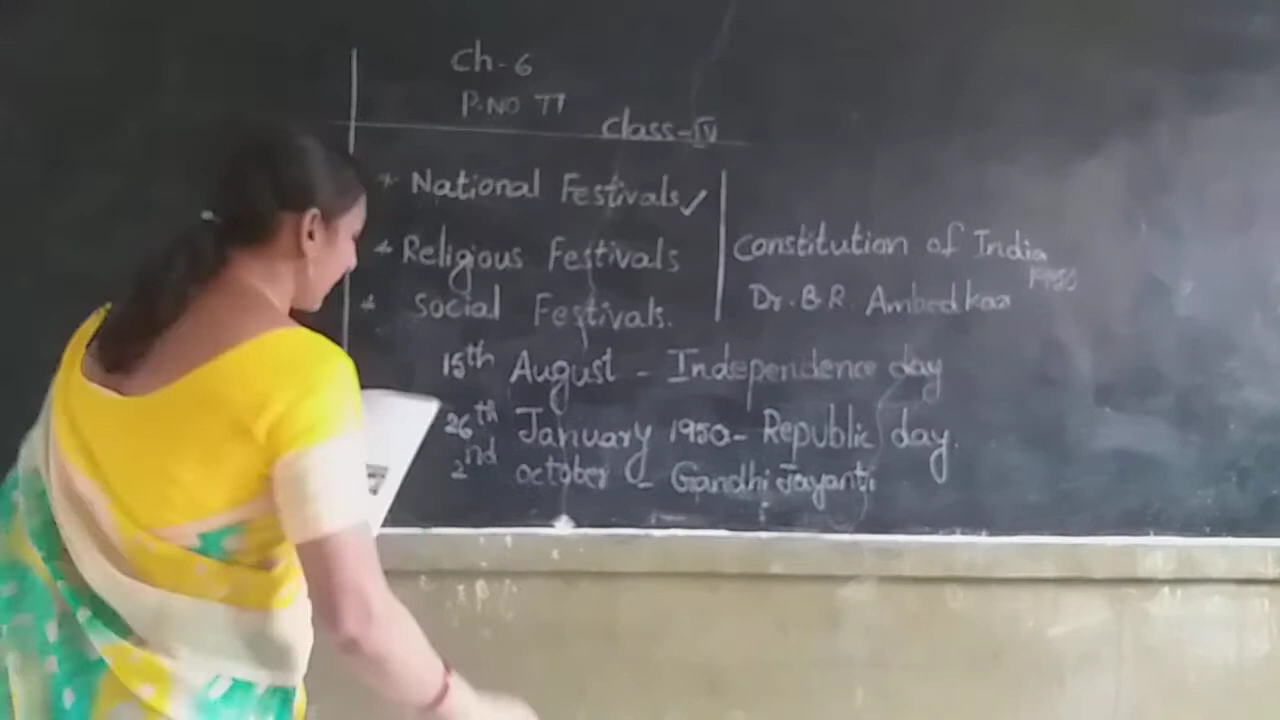 Ch-6
P.NO 77
Class-IV
* National Festivals ✓
* Religious Festivals
* Social Festivals.
Constitution of India
1950
Dr. B.R. Ambedkar
15th August - Independence day
26th January 1950- Republic day.
2nd october - Gandhi Jayanti